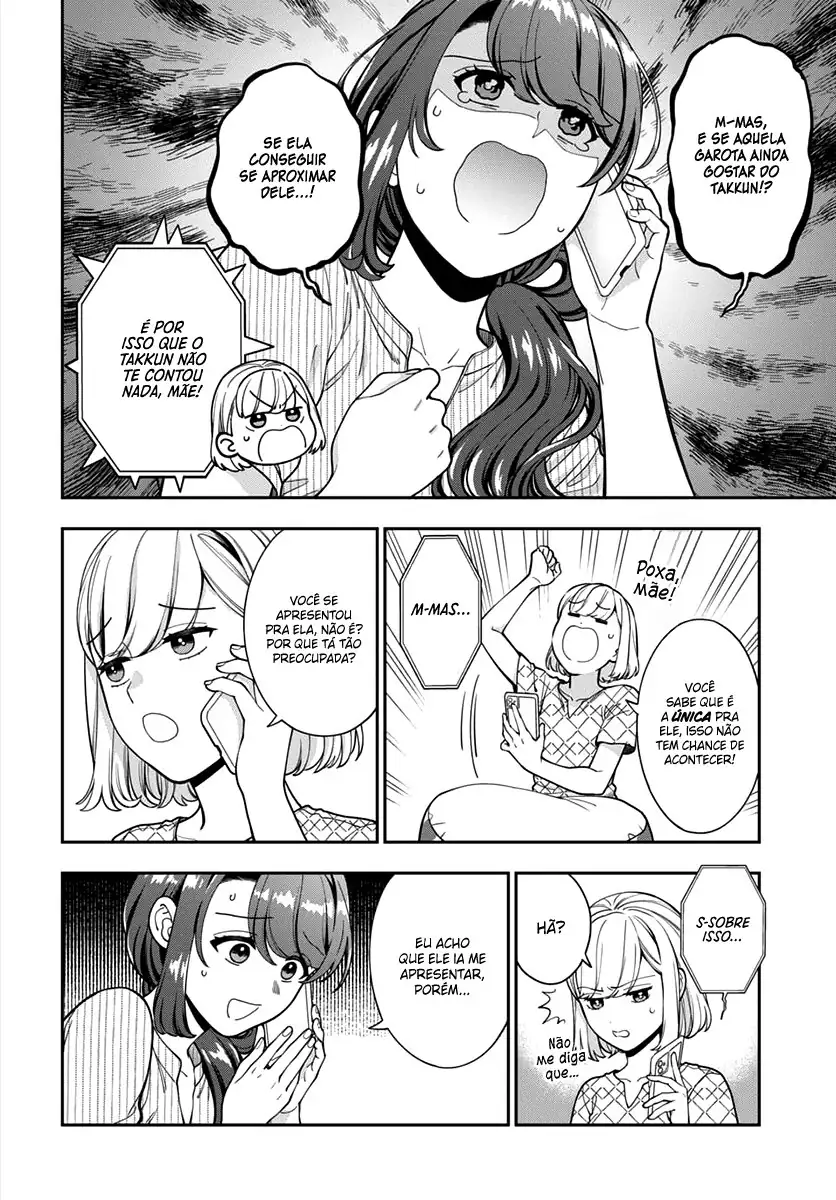 M-MAS,
E SE AQUELA
GAROTA AINDA
GOSTAR DO
TAKKUN!?
SE ELA
CONSEGUIR
SE APROXIMAR
DELE...!
É POR
ISSO QUE O
TAKKUN NÃO
TE CONTOU
NADA, MÃE!
Poxa,
Mãe!
VOCÊ
SABE QUE É
A ÚNICA PRA
ELE, ISSO NÃO
TEM CHANCE DE
ACONTECER!
M-MAS...
VOCÊ SE
APRESENTOU
PRA ELA, NÃO É?
POR QUE TÁ TÃO
PREOCUPADA?
S-SOBRE
ISSO...
HÃ?
Não,
me diga
que...
EU ACHO
QUE ELE IA ME
APRESENTAR,
PORÉM...